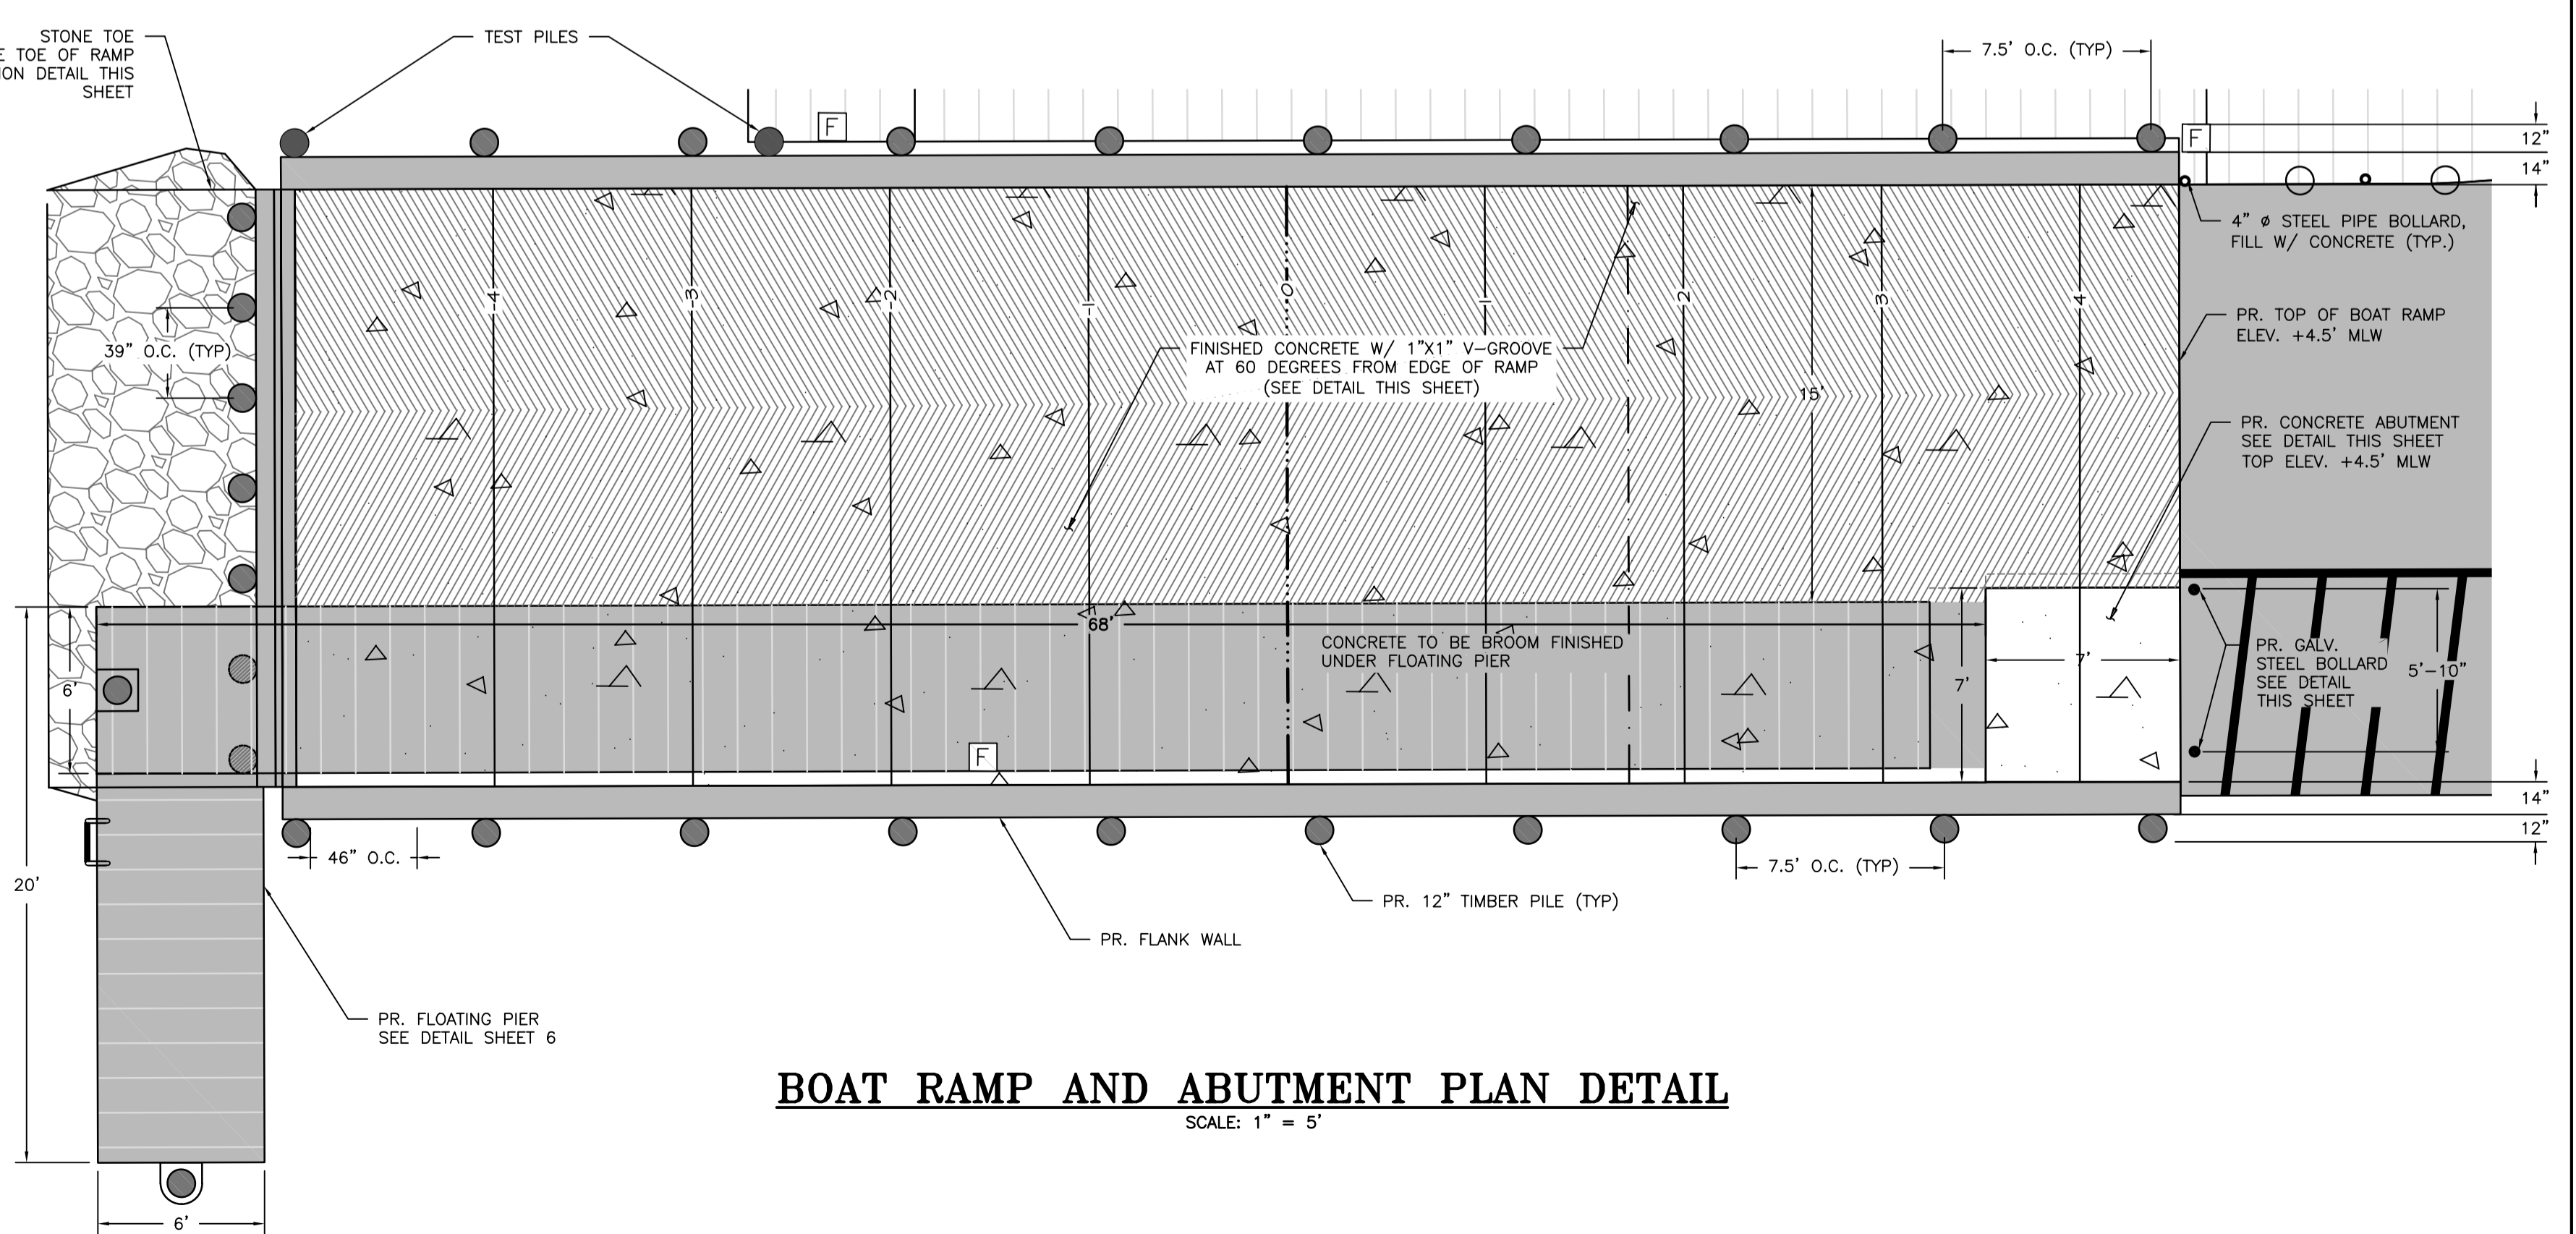 STONE TOE
E TOE OF RAMP
ION DETAIL THIS
SHEET
TEST PILES
7.5' O.C. (TYP)
F
F
12"
14"
4" ø STEEL PIPE BOLLARD,
FILL W/ CONCRETE (TYP.)
-4
-3
-2
-1
0
1
2
3
4
PR. TOP OF BOAT RAMP
ELEV. +4.5' MLW
39" O.C. (TYP)
FINISHED CONCRETE W/ 1"X1" V-GROOVE
AT 60 DEGREES FROM EDGE OF RAMP
(SEE DETAIL THIS SHEET)
15'
PR. CONCRETE ABUTMENT
SEE DETAIL THIS SHEET
TOP ELEV. +4.5' MLW
68'
CONCRETE TO BE BROOM FINISHED
UNDER FLOATING PIER
6'
7'
7'
PR. GALV.
STEEL BOLLARD
SEE DETAIL
THIS SHEET
5'-10"
F
14"
12"
46" O.C.
7.5' O.C. (TYP)
20'
PR. 12" TIMBER PILE (TYP)
PR. FLANK WALL
PR. FLOATING PIER
SEE DETAIL SHEET 6
BOAT RAMP AND ABUTMENT PLAN DETAIL
SCALE: 1" = 5'
6'